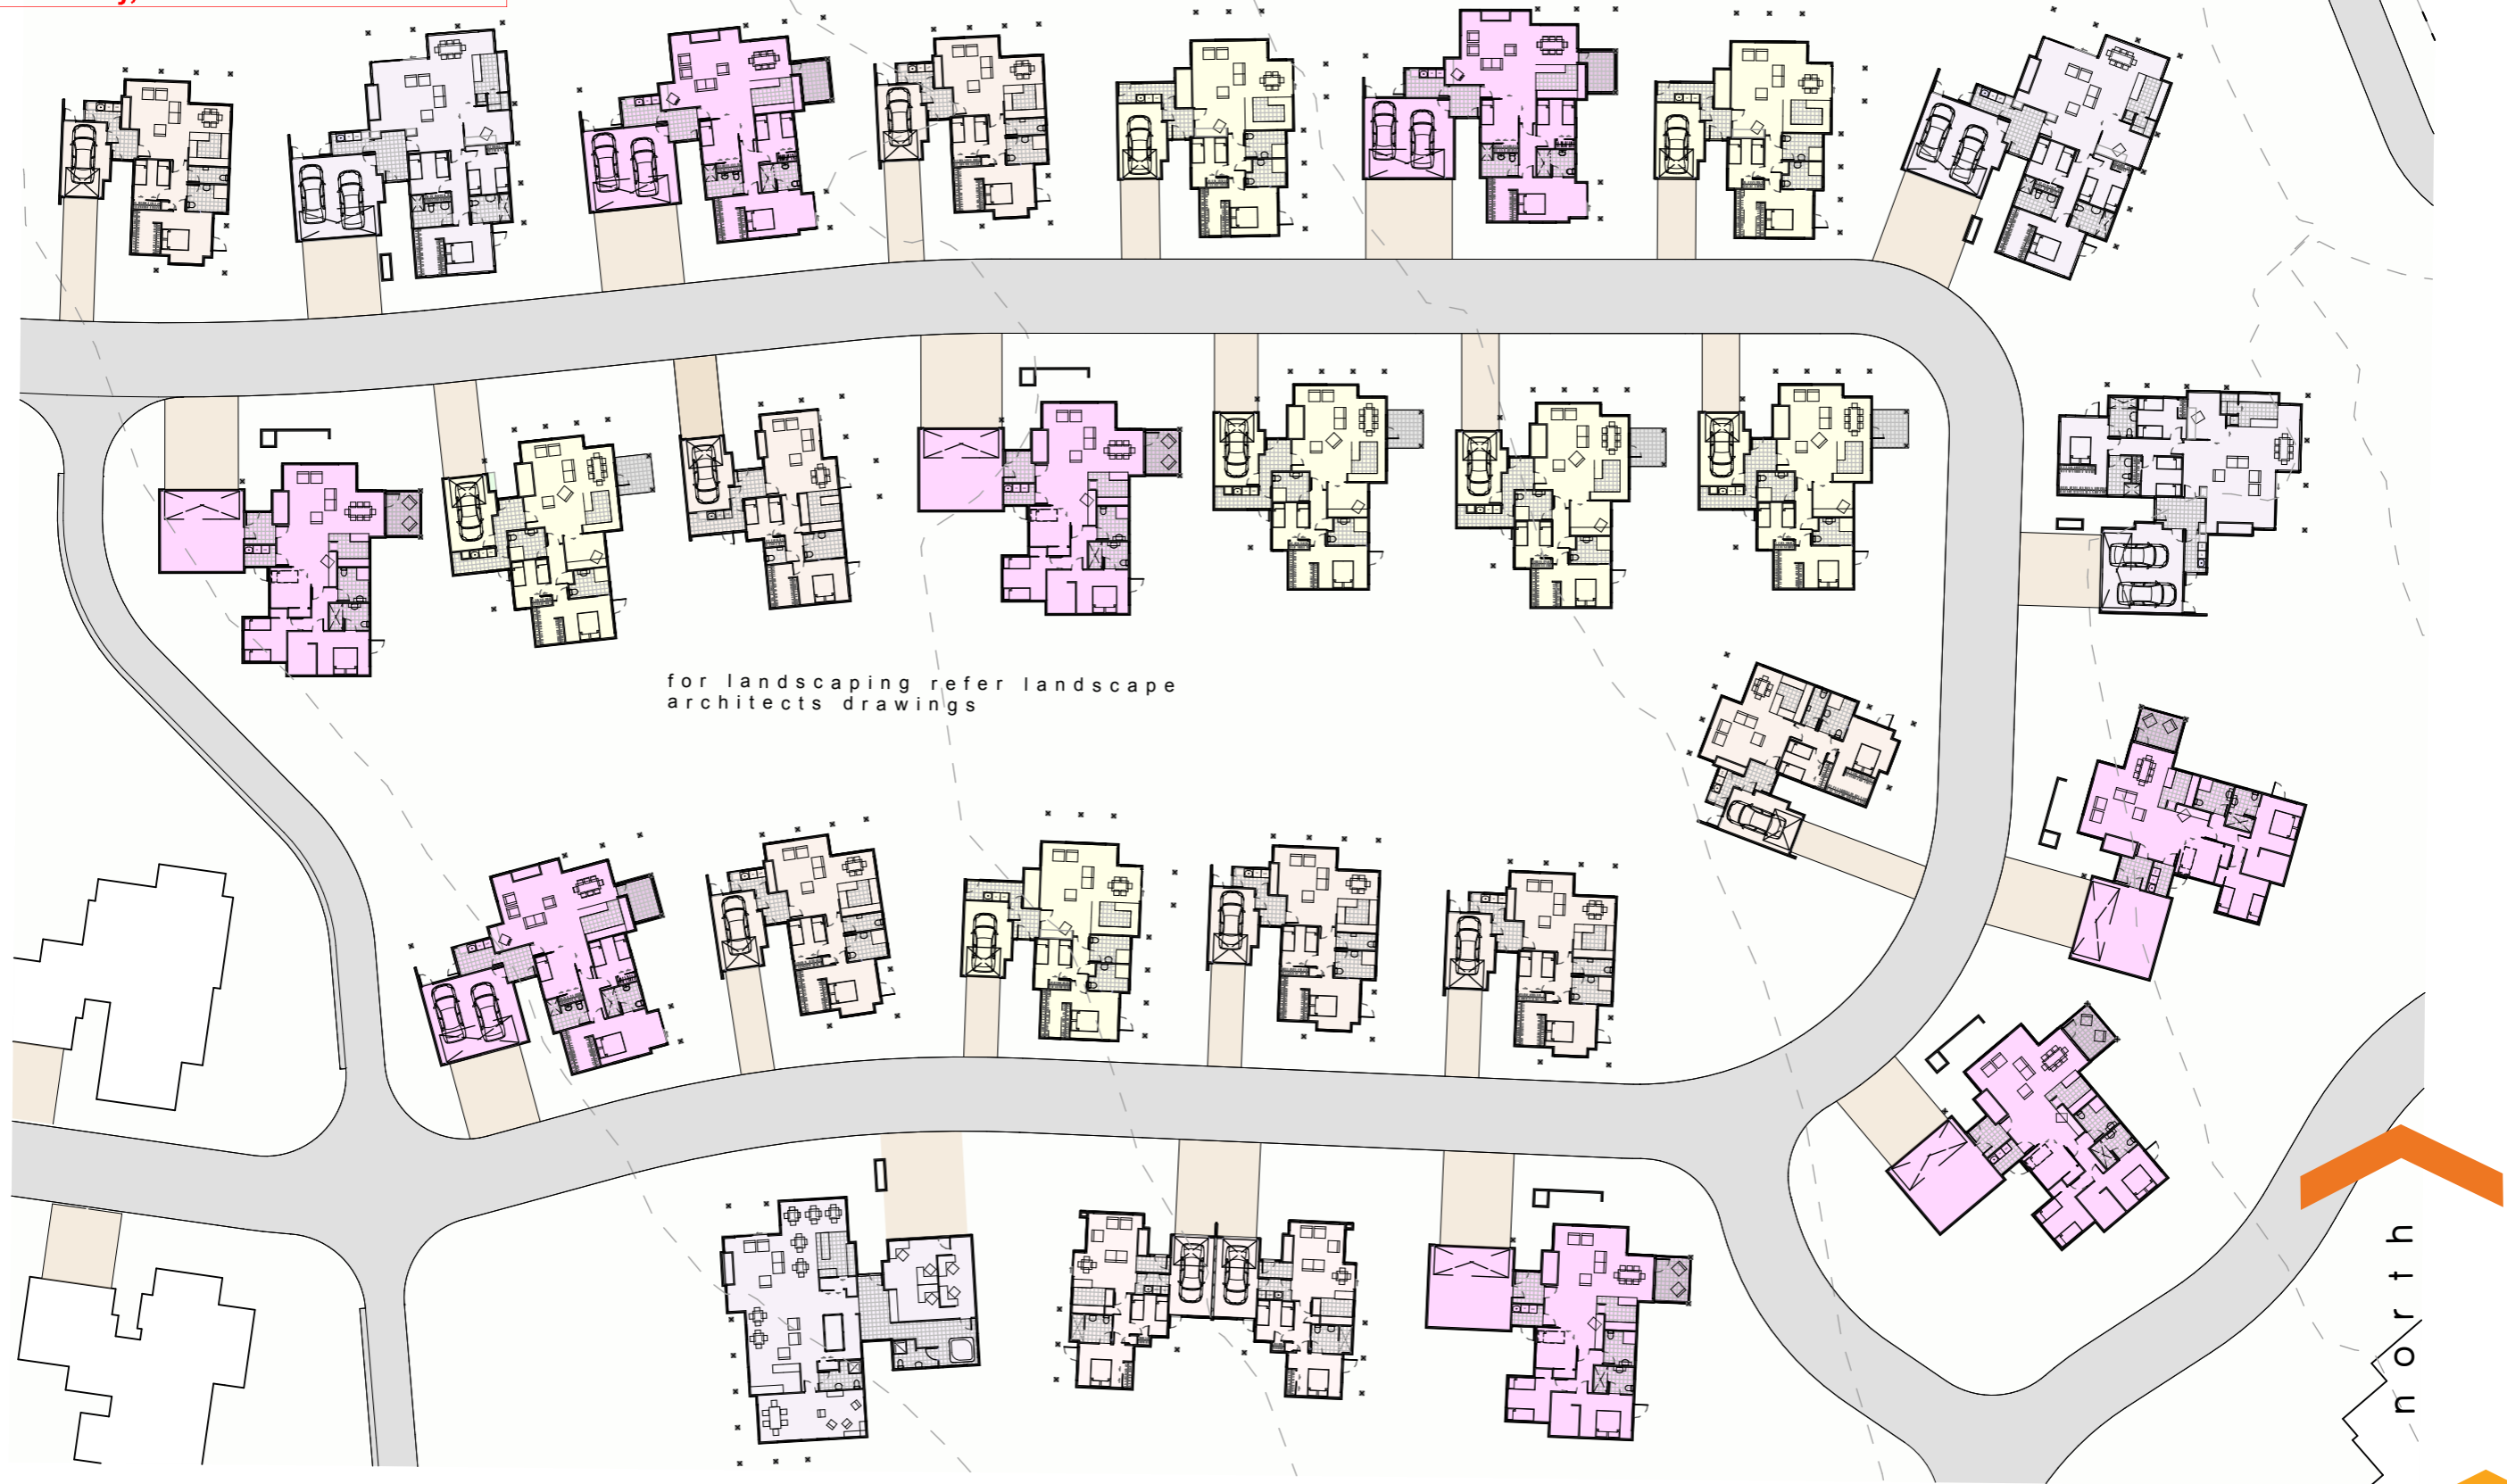 for landscaping refer landscape
architects drawings
north